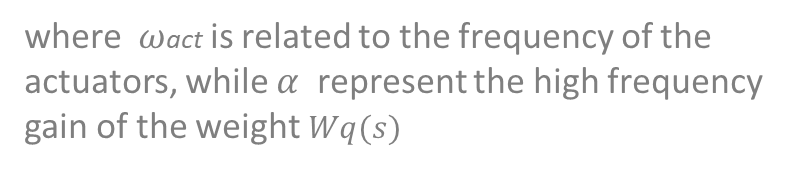 where ωact is related to the frequency of the
actuators, while α represent the high frequency
gain of the weight Wq(s)